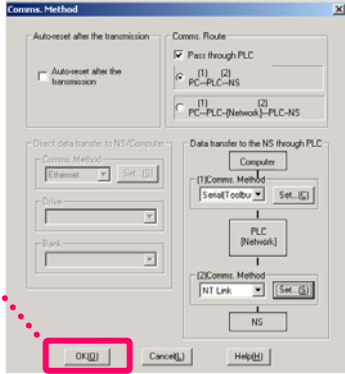 Comms. Method
Auto-reset after the transmission
Auto-reset after the
transmission
Comms. Route
Pass through PLC
(1) (2)
PC--PLC--NS
(1) (2)
PC--PLC-[Network]--PLC-NS
Direct data transfer to NS/Computer
Comms. Method
Ethernet
Set...(S)
Drive
Bank
Data transfer to the NS through PLC
Computer
(1)Comms. Method
Serial(Toolbu
Set...(C)
PLC
[Network]
(2)Comms. Method
NT Link
Set...(S)
NS
OK(O)
Cancel(L)
Help(H)